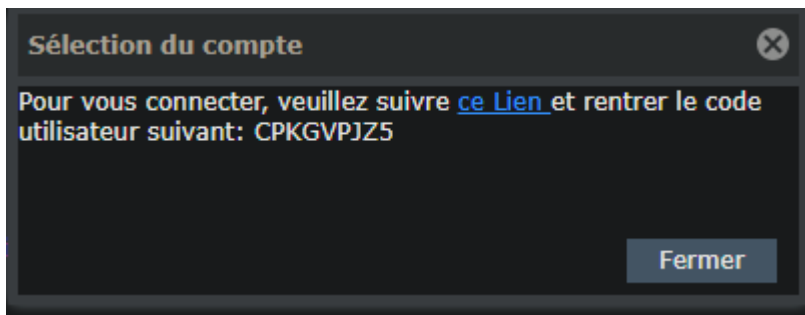 Sélection du compte
Pour vous connecter, veuillez suivre ce Lien et rentrer le code
utilisateur suivant: CPKGVPJZ5
Fermer